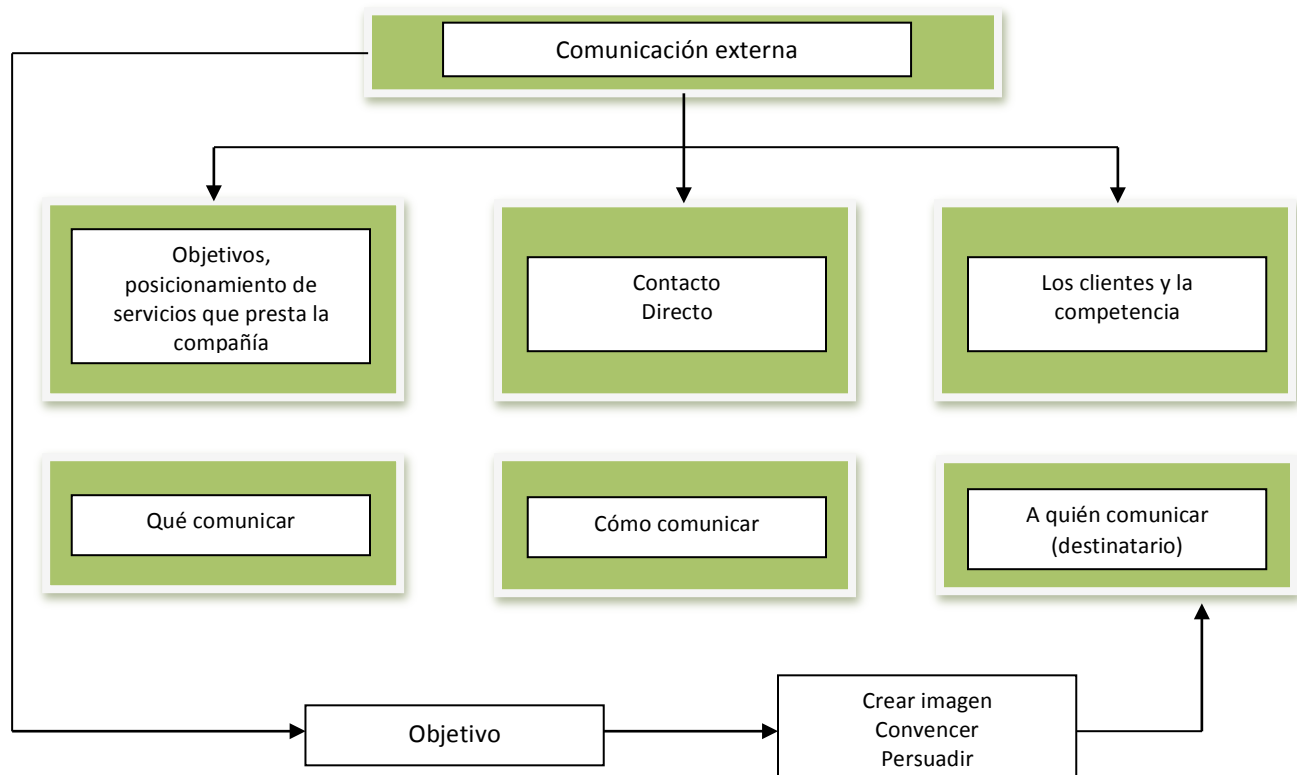 Comunicación externa
Objetivos,
posicionamiento de
servicios que presta la
compañía
Contacto
Directo
Los clientes y la
competencia
Qué comunicar
Cómo comunicar
A quién comunicar
(destinatario)
Objetivo
Crear imagen
Convencer
Persuadir